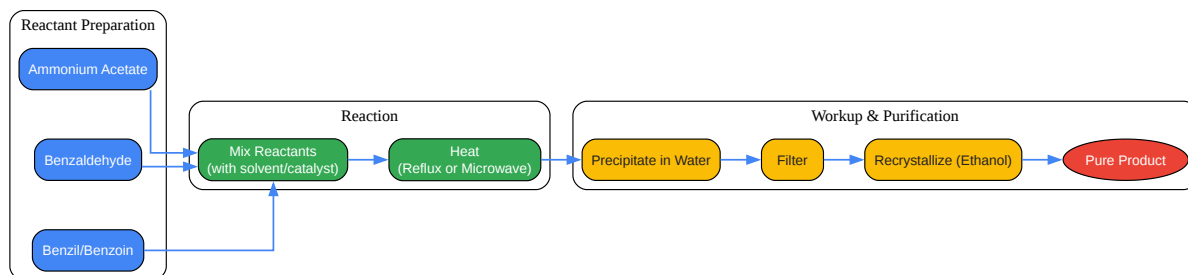 Reactant Preparation
Ammonium Acetate
Benzaldehyde
Benzil/Benzoin
Reaction
Mix Reactants
(with solvent/catalyst)
Heat
(Reflux or Microwave)
Workup & Purification
Precipitate in Water
Filter
Recrystallize (Ethanol)
Pure Product